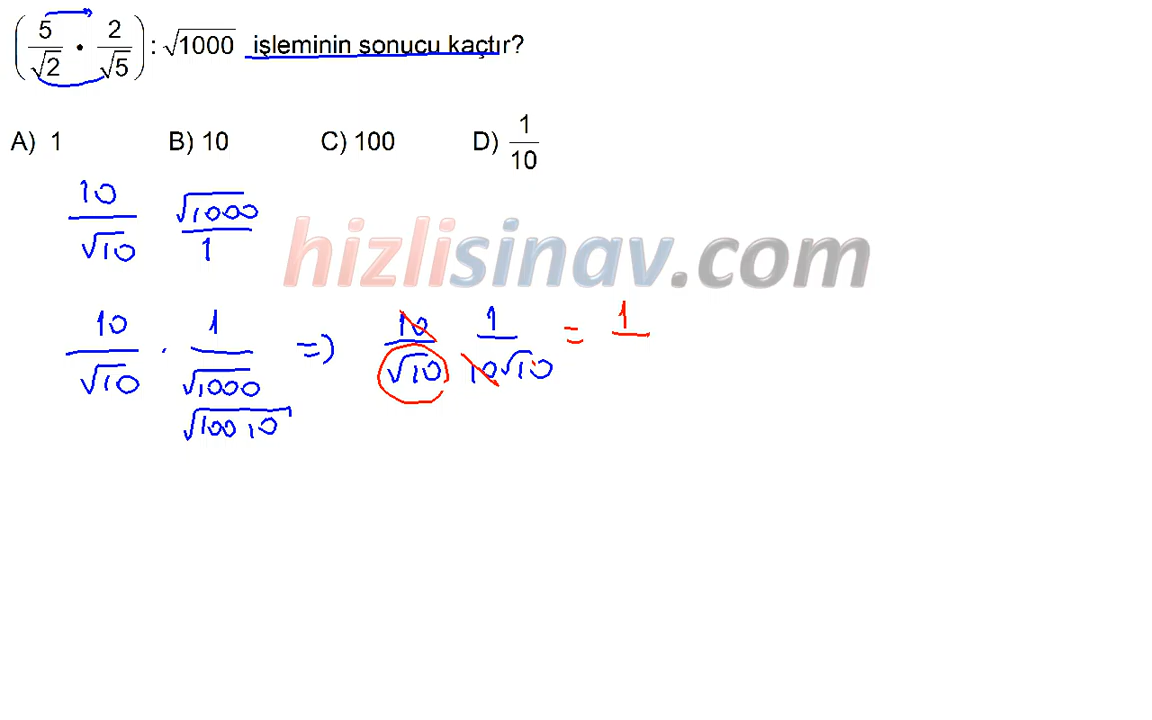 (5/√2 · 2/√5) : √1000 işleminin sonucu kaçtır?
A) 1 B) 10 C) 100 D) 1/10
10/√10 √1000/1
hizlisinav.com
10/√10 · 1/√1000 => 10/√10 1/10√10 = 1
√100 10